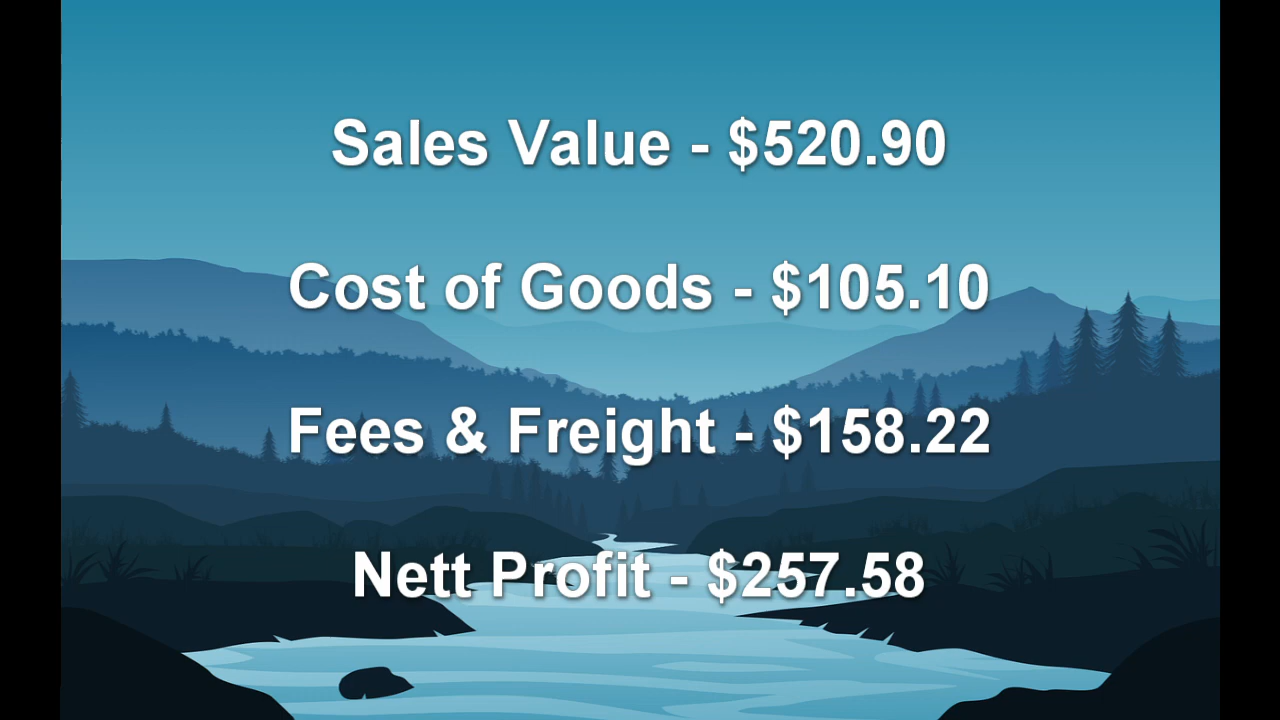 Sales Value - $520.90
Cost of Goods - $105.10
Fees & Freight - $158.22
Nett Profit - $257.58